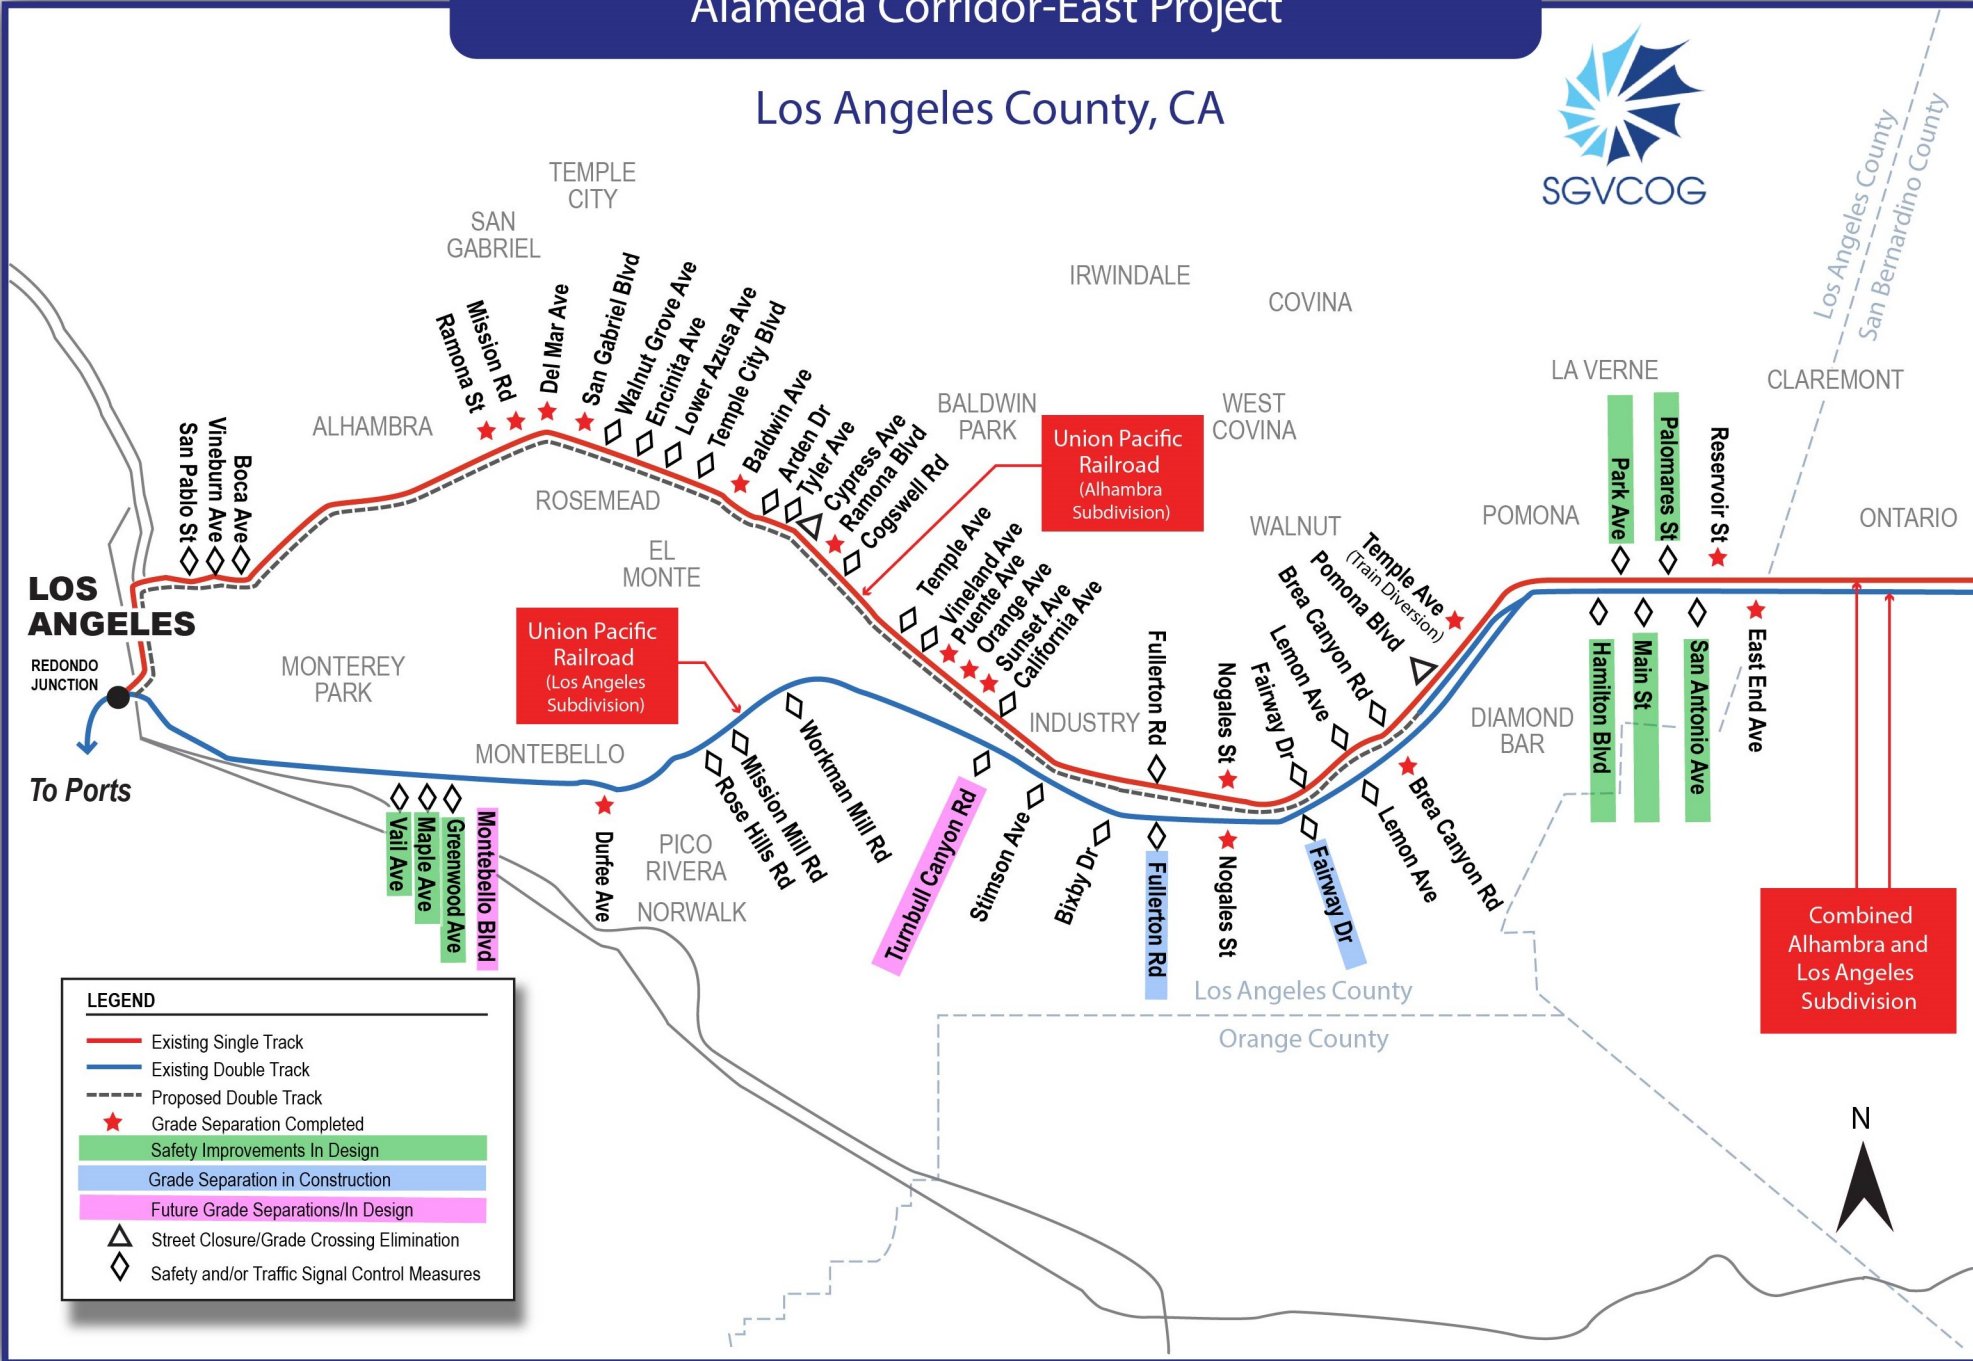 Alameda Corridor-East Project
Los Angeles County, CA
SGVCOG
Los Angeles County
San Bernardino County
TEMPLE
CITY
SAN
GABRIEL
IRWINDALE
COVINA
LA VERNE
CLAREMONT
ALHAMBRA
BALDWIN
PARK
WEST
COVINA
ROSEMEAD
WALNUT
POMONA
ONTARIO
EL
MONTE
MONTEREY
PARK
INDUSTRY
DIAMOND
BAR
MONTEBELLO
PICO
RIVERA
NORWALK
LOS
ANGELES
REDONDO
JUNCTION
To Ports
San Pablo St
Vineburn Ave
Boca Ave
Ramona St
Mission Rd
Del Mar Ave
San Gabriel Blvd
Walnut Grove Ave
Encinita Ave
Lower Azusa Ave
Temple City Blvd
Baldwin Ave
Arden Dr
Tyler Ave
Cypress Ave
Ramona Blvd
Cogswell Rd
Union Pacific
Railroad
(Alhambra
Subdivision)
Temple Ave
Vineland Ave
Puente Ave
Orange Ave
Sunset Ave
California Ave
Fullerton Rd
Nogales St
Fairway Dr
Lemon Ave
Brea Canyon Rd
Pomona Blvd
Temple Ave
(Train Diversion)
Park Ave
Palomares St
Reservoir St
Union Pacific
Railroad
(Los Angeles
Subdivision)
Vail Ave
Maple Ave
Greenwood Ave
Montebello Blvd
Durfee Ave
Rose Hills Rd
Mission Mill Rd
Workman Mill Rd
Turnbull Canyon Rd
Stimson Ave
Bixby Dr
Fullerton Rd
Nogales St
Fairway Dr
Lemon Ave
Brea Canyon Rd
Hamilton Blvd
Main St
San Antonio Ave
East End Ave
Combined
Alhambra and
Los Angeles
Subdivision
Los Angeles County
Orange County
N
LEGEND
Existing Single Track
Existing Double Track
Proposed Double Track
Grade Separation Completed
Safety Improvements In Design
Grade Separation in Construction
Future Grade Separations/In Design
Street Closure/Grade Crossing Elimination
Safety and/or Traffic Signal Control Measures